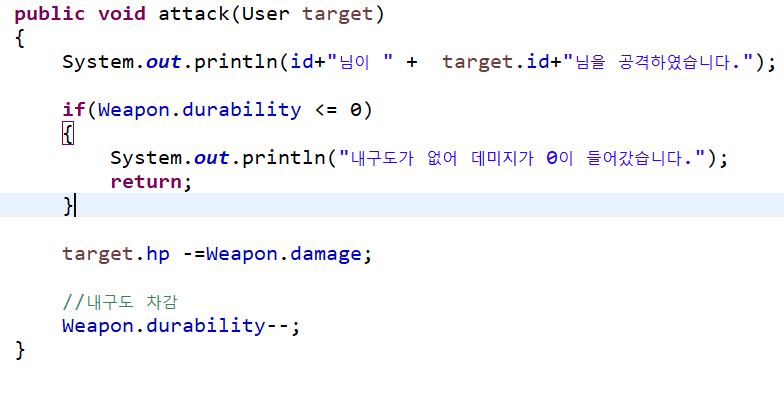 public void attack(User target)
{
System.out.println(id+"님이 " +  target.id+"님을 공격하였습니다.");
if(Weapon.durability <= 0)
{
System.out.println("내구도가 없어 데미지가 0이 들어갔습니다.");
return;
}
target.hp -=Weapon.damage;
//내구도 차감
Weapon.durability--;
}